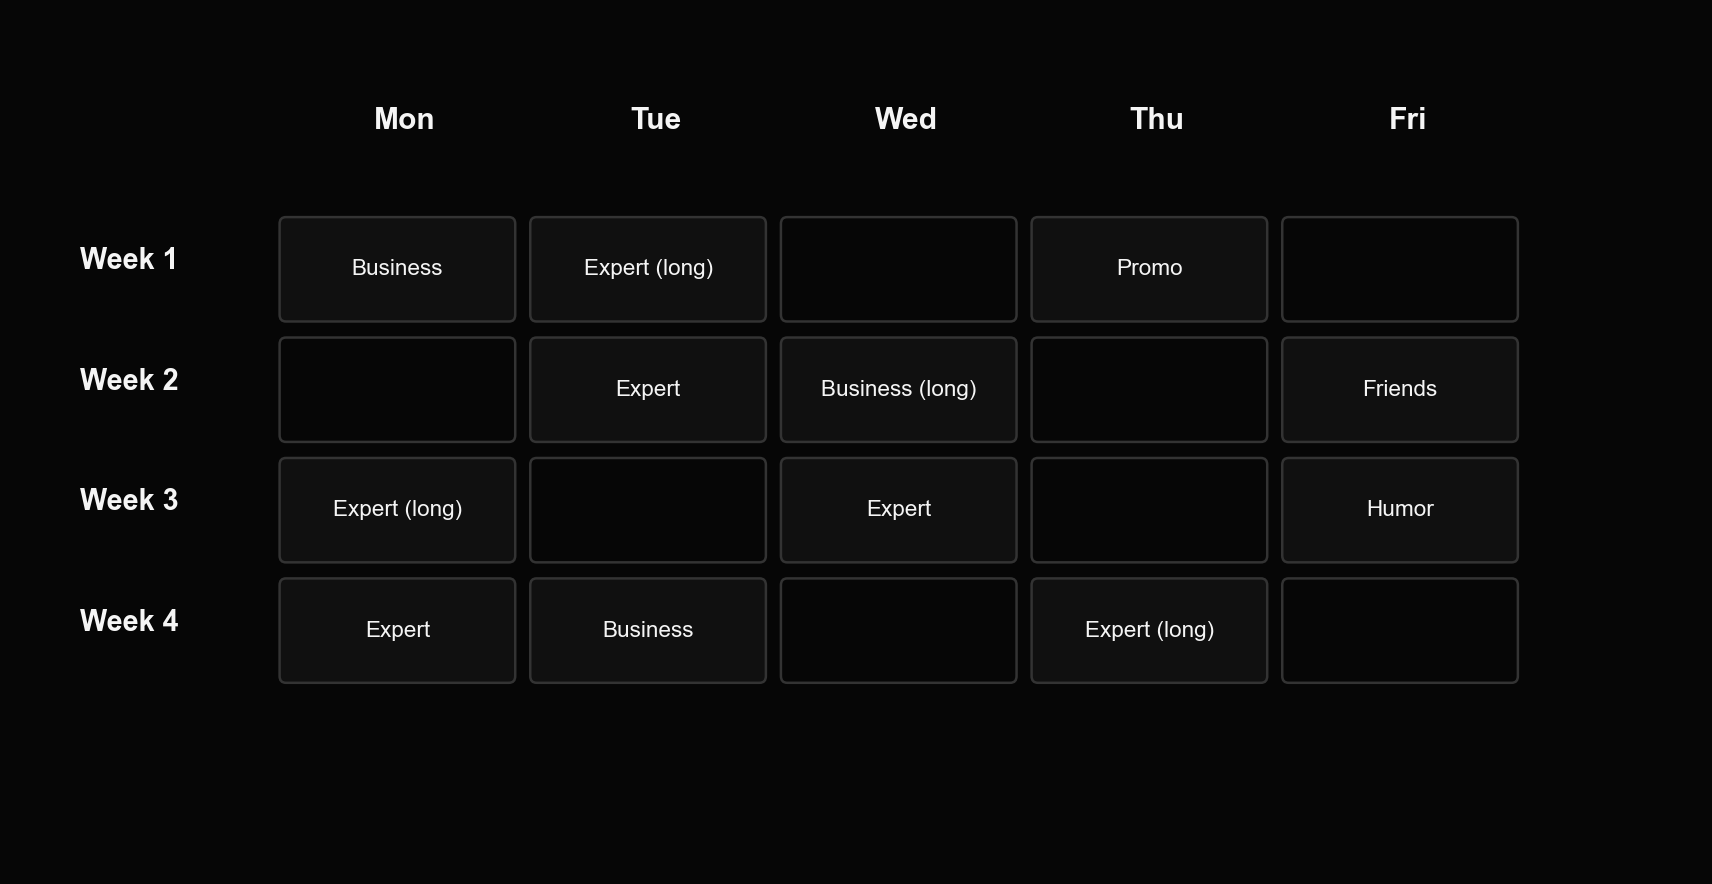 Mon Tue Wed Thu Fri
Week 1 Business Expert (long) Promo
Week 2 Expert Business (long) Friends
Week 3 Expert (long) Expert Humor
Week 4 Expert Business Expert (long)